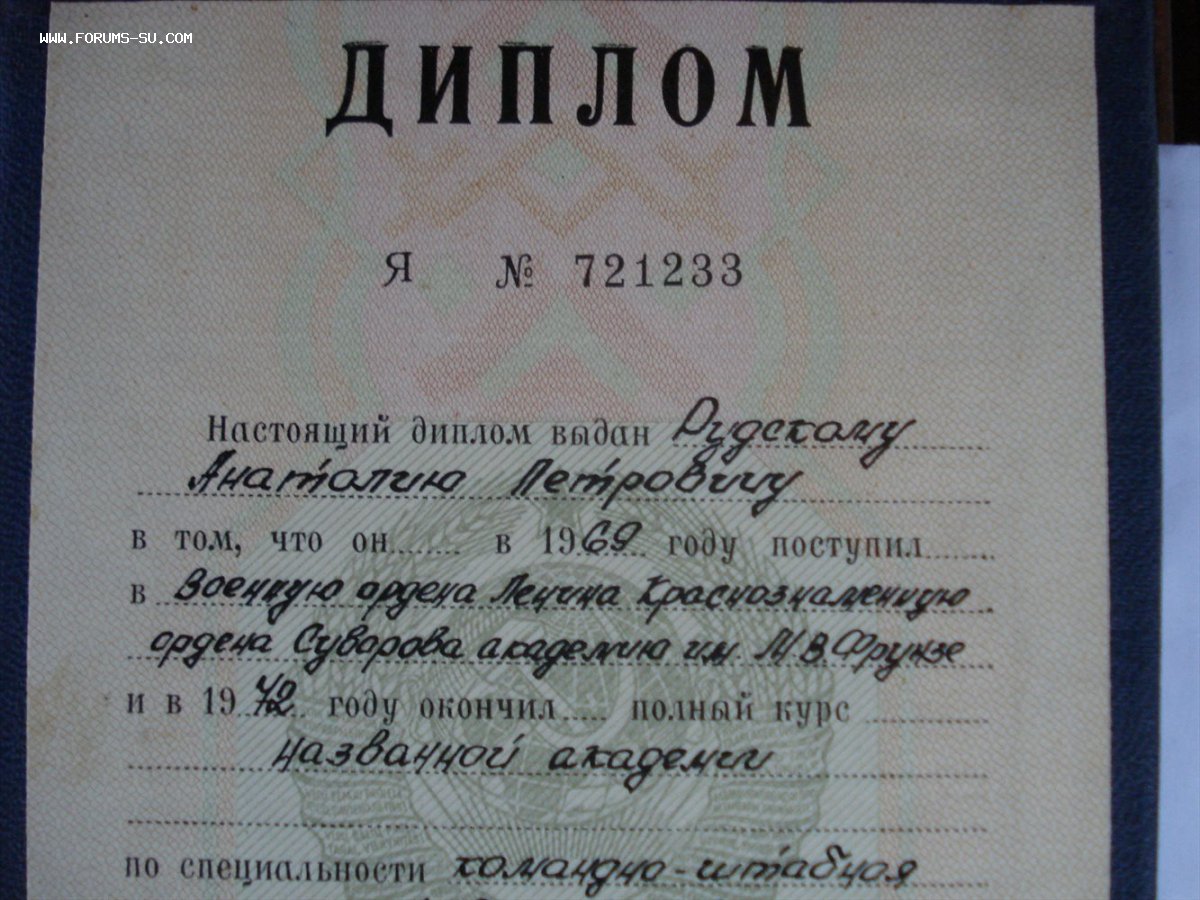 WWW.FORUMS-SU.COM
ДИПЛОМ
Я № 721233
Настоящий диплом выдан Рудскому
Анатолию Петровичу
в том, что он в 1969 году поступил
в Военную ордена Ленина Краснознаменную
ордена Суворова академию им М В Фрунзе
и в 1972 году окончил полный курс
названной академии
по специальности командно-штабная